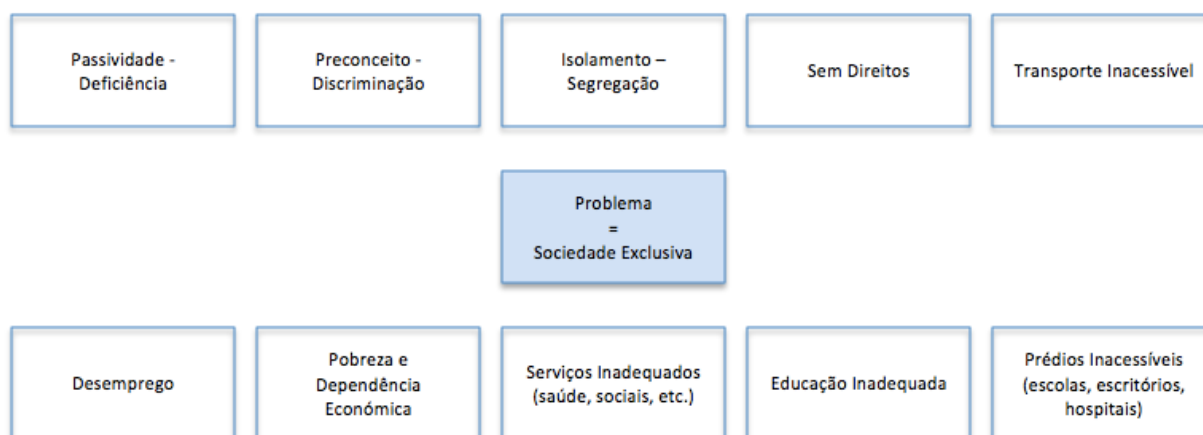 Passividade -
Deficiência
Preconceito -
Discriminação
Isolamento –
Segregação
Sem Direitos
Transporte Inacessível
Problema
=
Sociedade Exclusiva
Desemprego
Pobreza e
Dependência
Económica
Serviços Inadequados
(saúde, sociais, etc.)
Educação Inadequada
Prédios Inacessíveis
(escolas, escritórios,
hospitais)